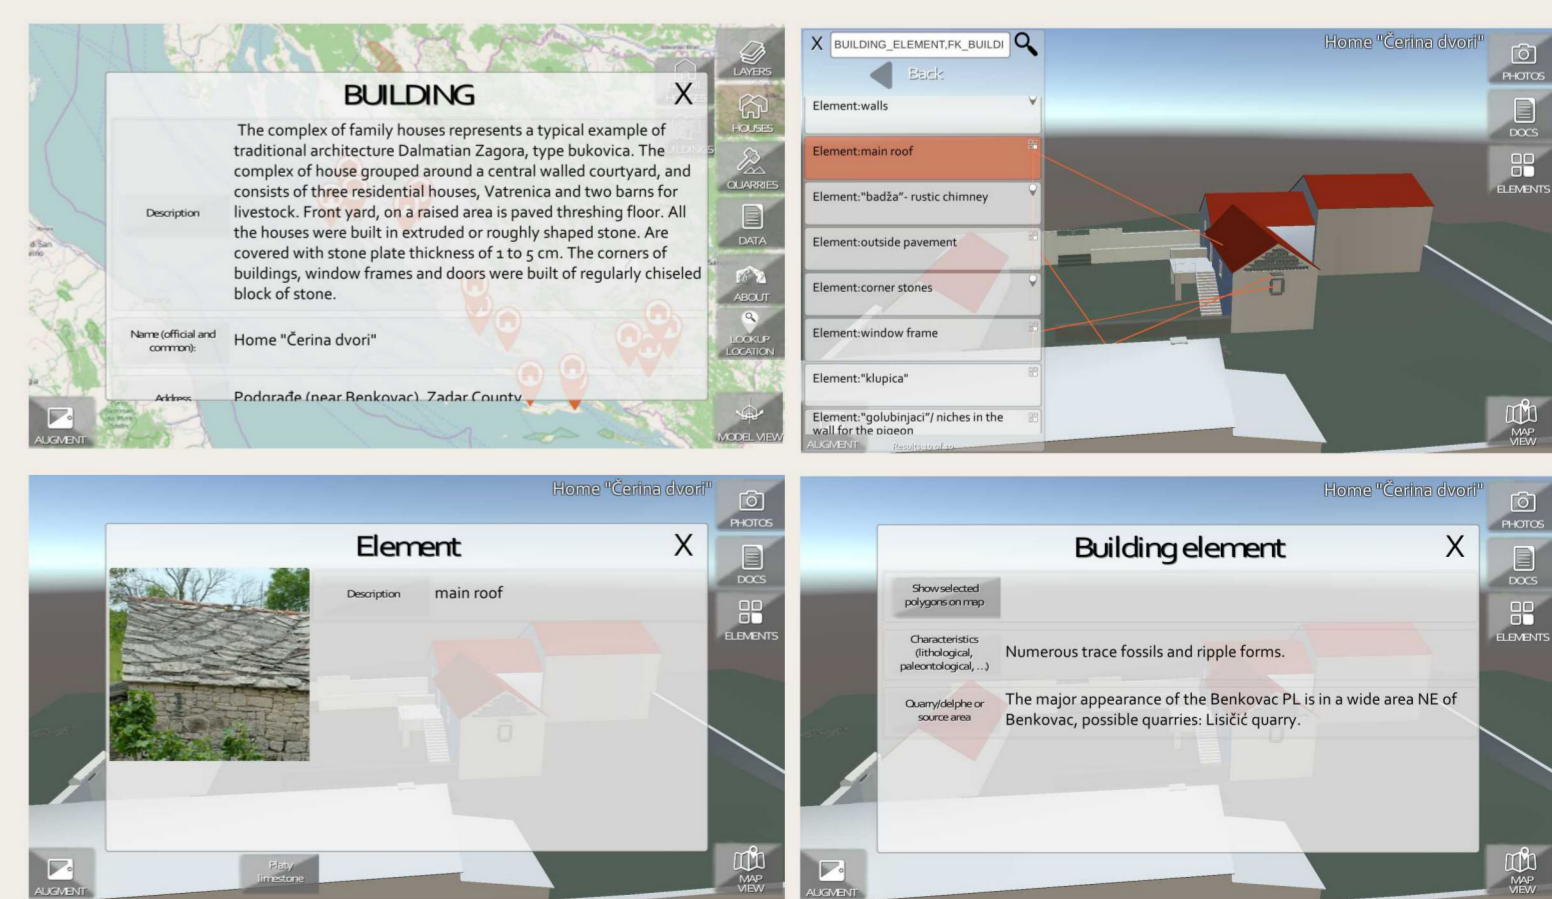 BUILDING
X
The complex of family houses represents a typical example of
traditional architecture Dalmatian Zagora, type bukovica. The
complex of house grouped around a central walled courtyard, and
consists of three residential houses, Vatrenica and two barns for
Description
livestock. Front yard, on a raised area is paved threshing floor. All
the houses were built in extruded or roughly shaped stone. Are
covered with stone plate thickness of 1 to 5 cm. The corners of
buildings, window frames and doors were built of regularly chiseled
block of stone.
Name (official and
common):
Home "Čerina dvori"
Address
Podgrađe (near Benkovac), Zadar County
LAYERS
HOUSES
QUARRIES
DATA
ABOUT
LOOKUP
LOCATION
MODEL VIEW
AUGMENT
X
BUILDING_ELEMENT,FK_BUILDI
Back
Element:walls
Element:main roof
Element:"badža"- rustic chimney
Element:outside pavement
Element:corner stones
Element:window frame
Element:"klupica"
Element:"golubinjaci"/ niches in the
wall for the pigeon
AUGMENT
Home "Čerina dvori"
PHOTOS
DOCS
ELEMENTS
MAP
VIEW
Home "Čerina dvori"
Element
X
Description
main roof
PHOTOS
DOCS
ELEMENTS
AUGMENT
Platy
limestone
MAP
VIEW
Home "Čerina dvori"
Building element
X
Show selected
polygons on map
Characteristics
(lithological,
paleontological, ...)
Numerous trace fossils and ripple forms.
Quarry/delphe or
source area
The major appearance of the Benkovac PL is in a wide area NE of
Benkovac, possible quarries: Lisičić quarry.
PHOTOS
DOCS
ELEMENTS
AUGMENT
MAP
VIEW